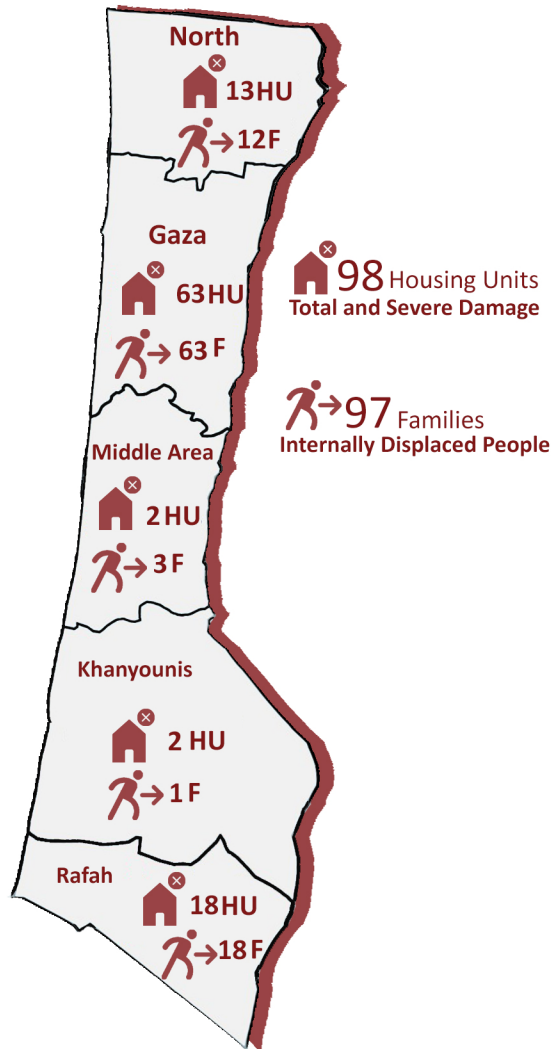 North
13HU
12F
Gaza
63HU
63 F
98 Housing Units
Total and Severe Damage
97 Families
Internally Displaced People
Middle Area
2 HU
3 F
Khanyounis
2 HU
1 F
Rafah
18HU
18F